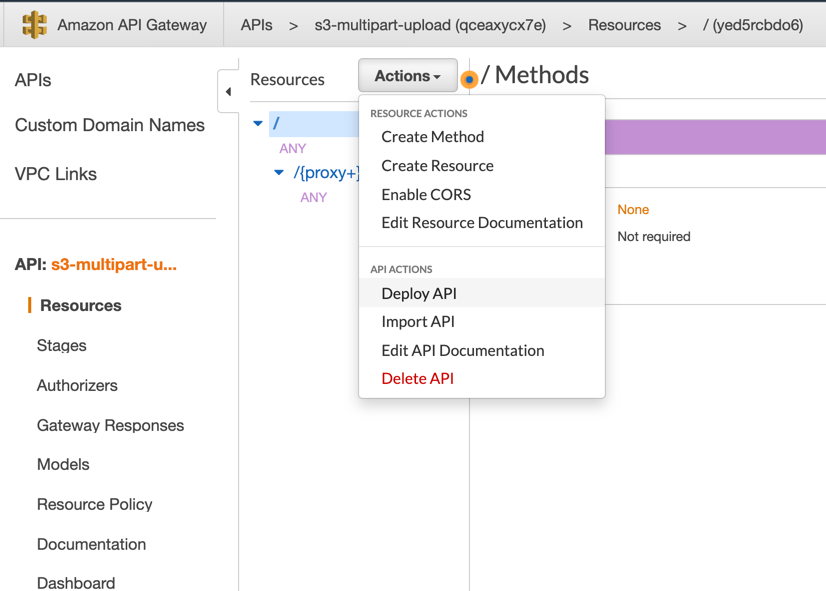 Amazon API Gateway
APIs > s3-multipart-upload (qceaxycx7e) > Resources > / (yed5rcbdo6)
APIs
Custom Domain Names
VPC Links
API: s3-multipart-u...
Resources
Stages
Authorizers
Gateway Responses
Models
Resource Policy
Documentation
Dashboard
Resources
Actions
/
ANY
/{proxy+}
ANY
RESOURCE ACTIONS
Create Method
Create Resource
Enable CORS
Edit Resource Documentation
API ACTIONS
Deploy API
Import API
Edit API Documentation
Delete API
/ Methods
None
Not required